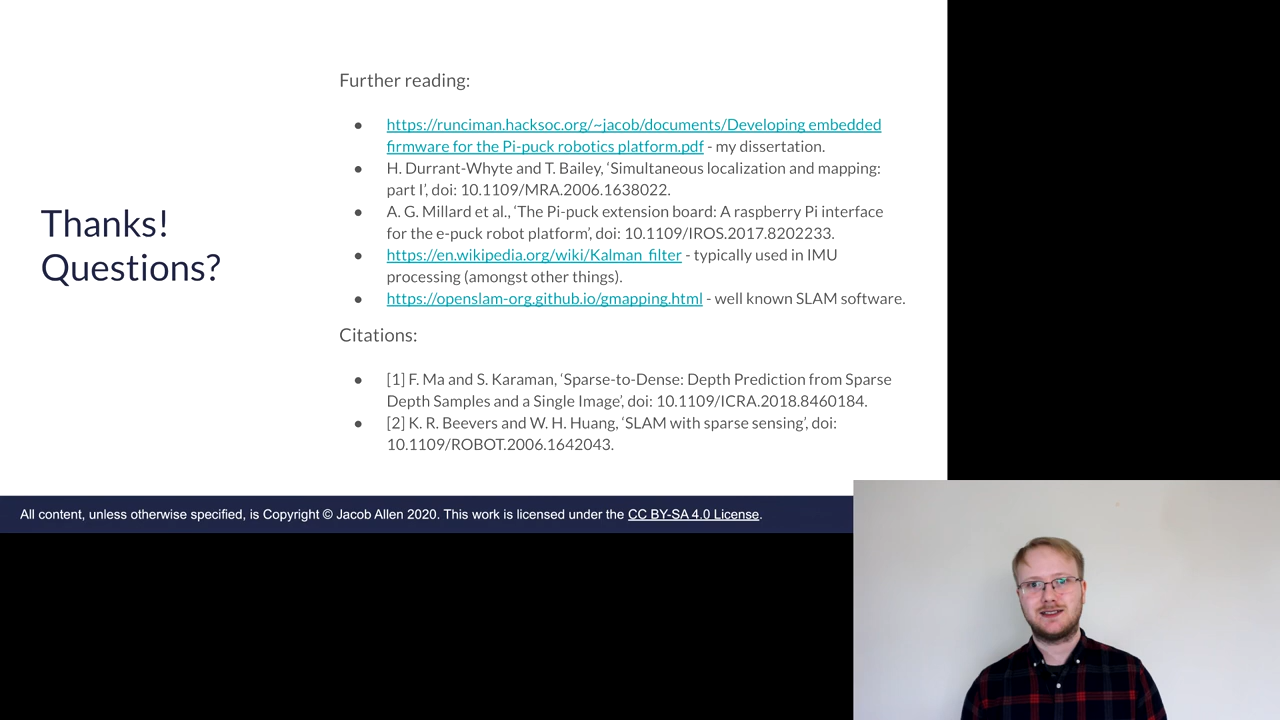 Thanks!
Questions?
Further reading:
● https://runciman.hacksoc.org/~jacob/documents/Developing embedded
firmware for the Pi-puck robotics platform.pdf - my dissertation.
● H. Durrant-Whyte and T. Bailey, ‘Simultaneous localization and mapping:
part I’, doi: 10.1109/MRA.2006.1638022.
● A. G. Millard et al., ‘The Pi-puck extension board: A raspberry Pi interface
for the e-puck robot platform’, doi: 10.1109/IROS.2017.8202233.
● https://en.wikipedia.org/wiki/Kalman_filter - typically used in IMU
processing (amongst other things).
● https://openslam-org.github.io/gmapping.html - well known SLAM software.
Citations:
● [1] F. Ma and S. Karaman, ‘Sparse-to-Dense: Depth Prediction from Sparse
Depth Samples and a Single Image’, doi: 10.1109/ICRA.2018.8460184.
● [2] K. R. Beevers and W. H. Huang, ‘SLAM with sparse sensing’, doi:
10.1109/ROBOT.2006.1642043.
All content, unless otherwise specified, is Copyright © Jacob Allen 2020. This work is licensed under the CC BY-SA 4.0 License.